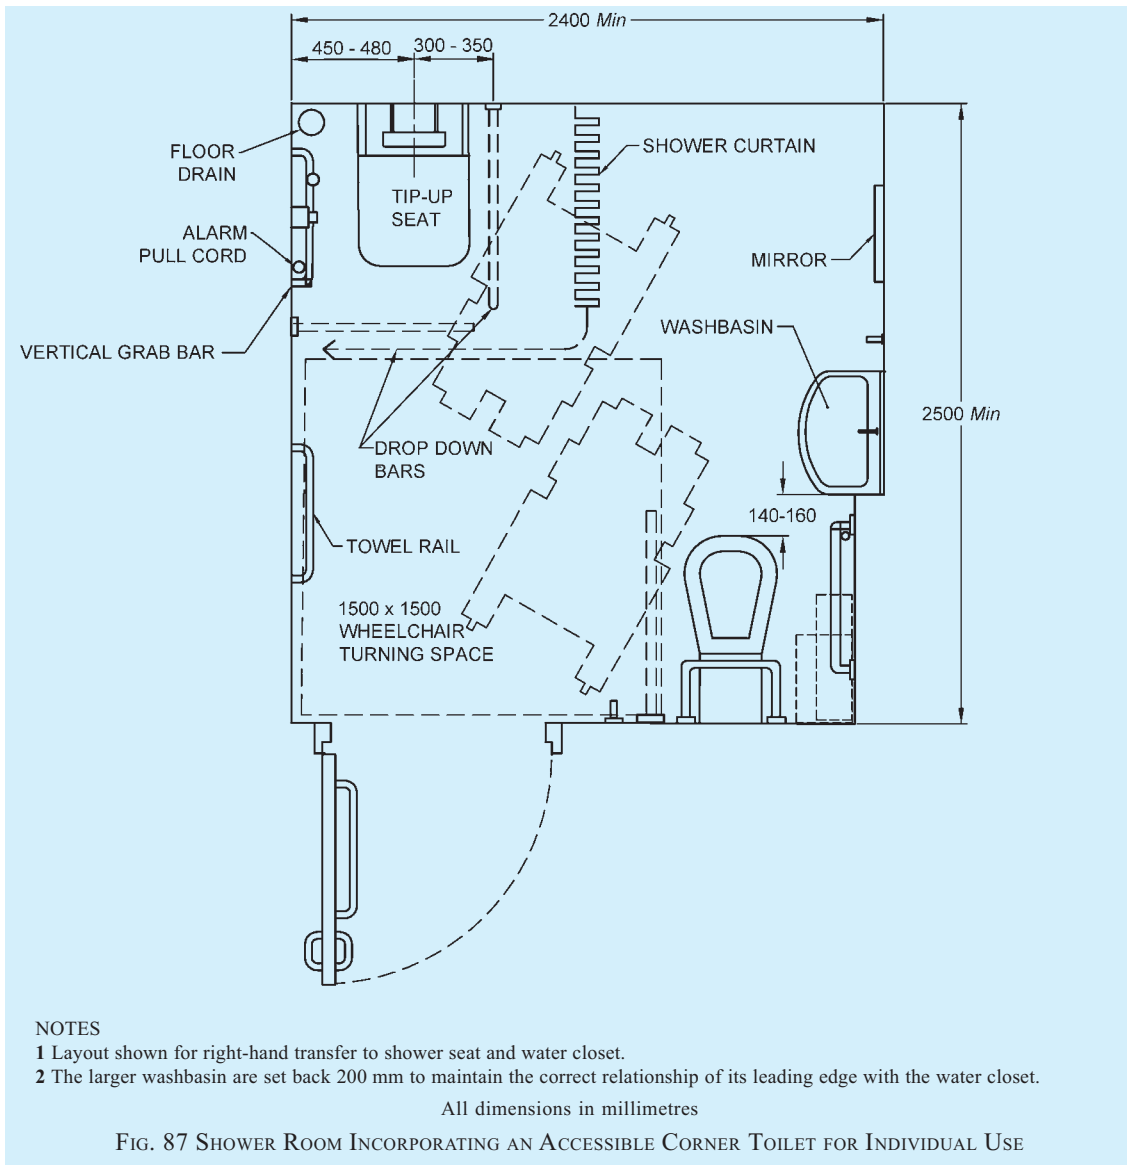 2400 Min
450 - 480
300 - 350
FLOOR
DRAIN
SHOWER CURTAIN
TIP-UP
SEAT
ALARM
PULL CORD
MIRROR
WASHBASIN
VERTICAL GRAB BAR
2500 Min
DROP DOWN
BARS
140-160
TOWEL RAIL
1500 x 1500
WHEELCHAIR
TURNING SPACE
NOTES
1 Layout shown for right-hand transfer to shower seat and water closet.
2 The larger washbasin are set back 200 mm to maintain the correct relationship of its leading edge with the water closet.
All dimensions in millimetres
FIG. 87 SHOWER ROOM INCORPORATING AN ACCESSIBLE CORNER TOILET FOR INDIVIDUAL USE